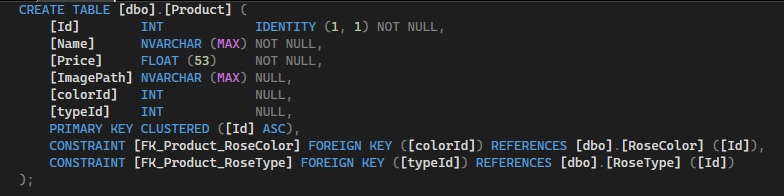 CREATE TABLE [dbo].[Product] (
    [Id]        INT            IDENTITY (1, 1) NOT NULL,
    [Name]      NVARCHAR (MAX) NOT NULL,
    [Price]     FLOAT (53)     NOT NULL,
    [ImagePath] NVARCHAR (MAX) NULL,
    [colorId]   INT            NULL,
    [typeId]    INT            NULL,
    PRIMARY KEY CLUSTERED ([Id] ASC),
    CONSTRAINT [FK_Product_RoseColor] FOREIGN KEY ([colorId]) REFERENCES [dbo].[RoseColor] ([Id]),
    CONSTRAINT [FK_Product_RoseType] FOREIGN KEY ([typeId]) REFERENCES [dbo].[RoseType] ([Id])
);